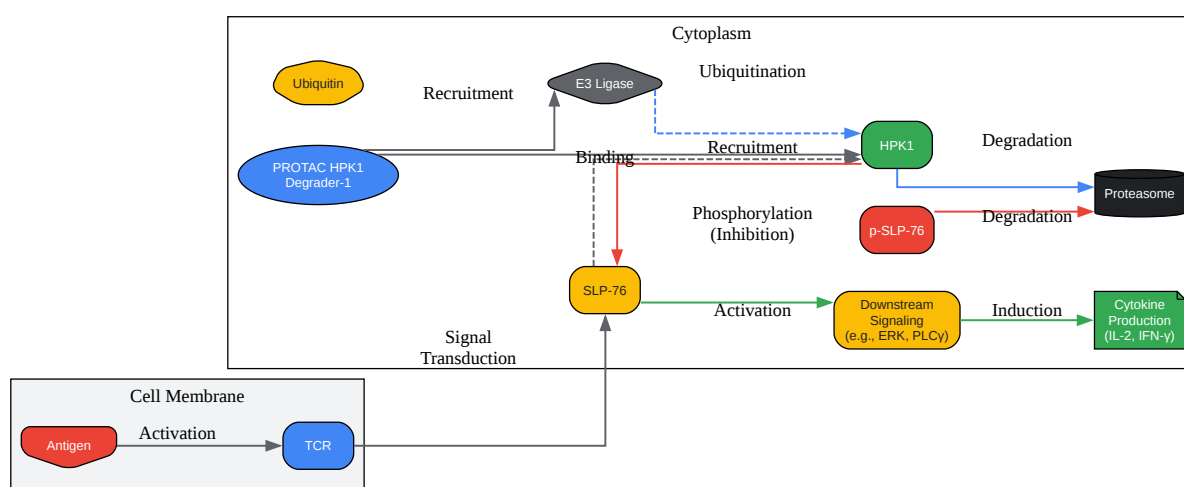 Cytoplasm
Ubiquitin
Recruitment
E3 Ligase
Ubiquitination
PROTAC HPK1
Degrader-1
Binding
Recruitment
HPK1
Degradation
Proteasome
Phosphorylation
(Inhibition)
p-SLP-76
Degradation
SLP-76
Activation
Downstream
Signaling
(e.g., ERK, PLCγ)
Induction
Cytokine
Production
(IL-2, IFN-γ)
Signal
Transduction
Cell Membrane
Antigen
Activation
TCR